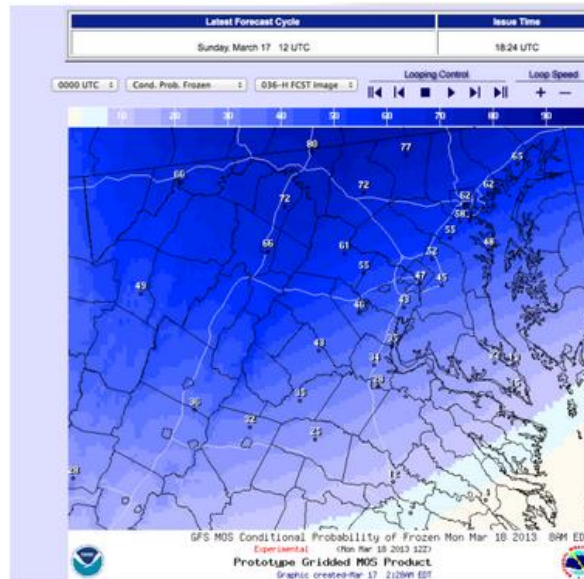 Latest Forecast Cycle Issue Time
Sunday, March 17 12 UTC 18:24 UTC
Looping Control Loop Speed
0000 UTC Cond. Prob. Frozen 036-H FCST Image
10 20 30 40 50 60 70 80 90
80
77
65
66
72
62
62
72
58
55
66
61
52
48
55
47
45
49
46
43
43
34
35
36
32
25
GFS MOS Conditional Probability of Frozen Mon Mar 18 2013 8AM ED
Experimental (Mon Mar 18 2013 12Z)
Prototype Gridded MOS Product
Graphic created-Mar 17 2:28AM EDT